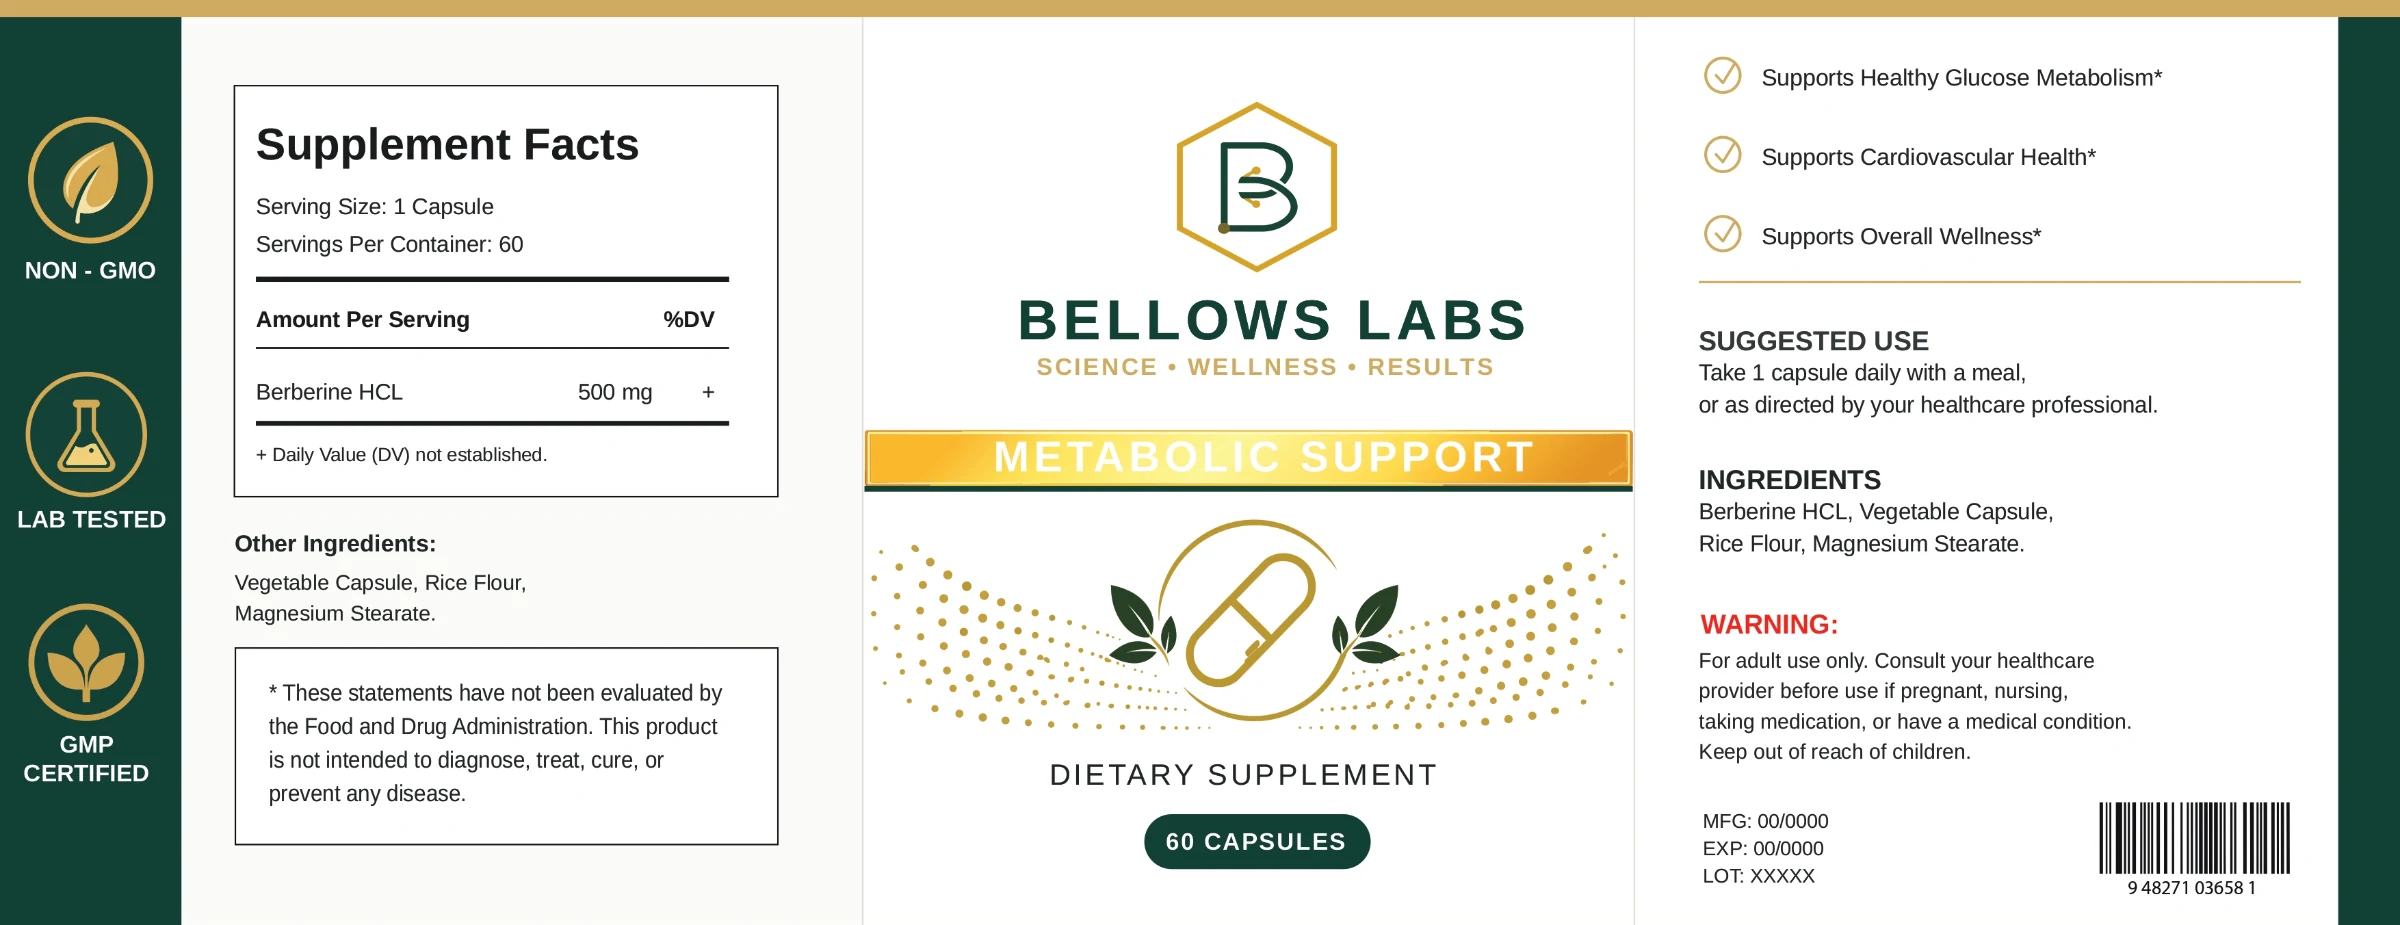 NON - GMO
LAB TESTED
GMP
CERTIFIED
Supplement Facts
Serving Size: 1 Capsule
Servings Per Container: 60
Amount Per Serving %DV
Berberine HCL 500 mg +
+ Daily Value (DV) not established.
Other Ingredients:
Vegetable Capsule, Rice Flour,
Magnesium Stearate.
* These statements have not been evaluated by
the Food and Drug Administration. This product
is not intended to diagnose, treat, cure, or
prevent any disease.
B
BELLOWS LABS
SCIENCE • WELLNESS • RESULTS
METABOLIC SUPPORT
DIETARY SUPPLEMENT
60 CAPSULES
Supports Healthy Glucose Metabolism*
Supports Cardiovascular Health*
Supports Overall Wellness*
SUGGESTED USE
Take 1 capsule daily with a meal,
or as directed by your healthcare professional.
INGREDIENTS
Berberine HCL, Vegetable Capsule,
Rice Flour, Magnesium Stearate.
WARNING:
For adult use only. Consult your healthcare
provider before use if pregnant, nursing,
taking medication, or have a medical condition.
Keep out of reach of children.
MFG: 00/0000
EXP: 00/0000
LOT: XXXXX
9 48271 03658 1